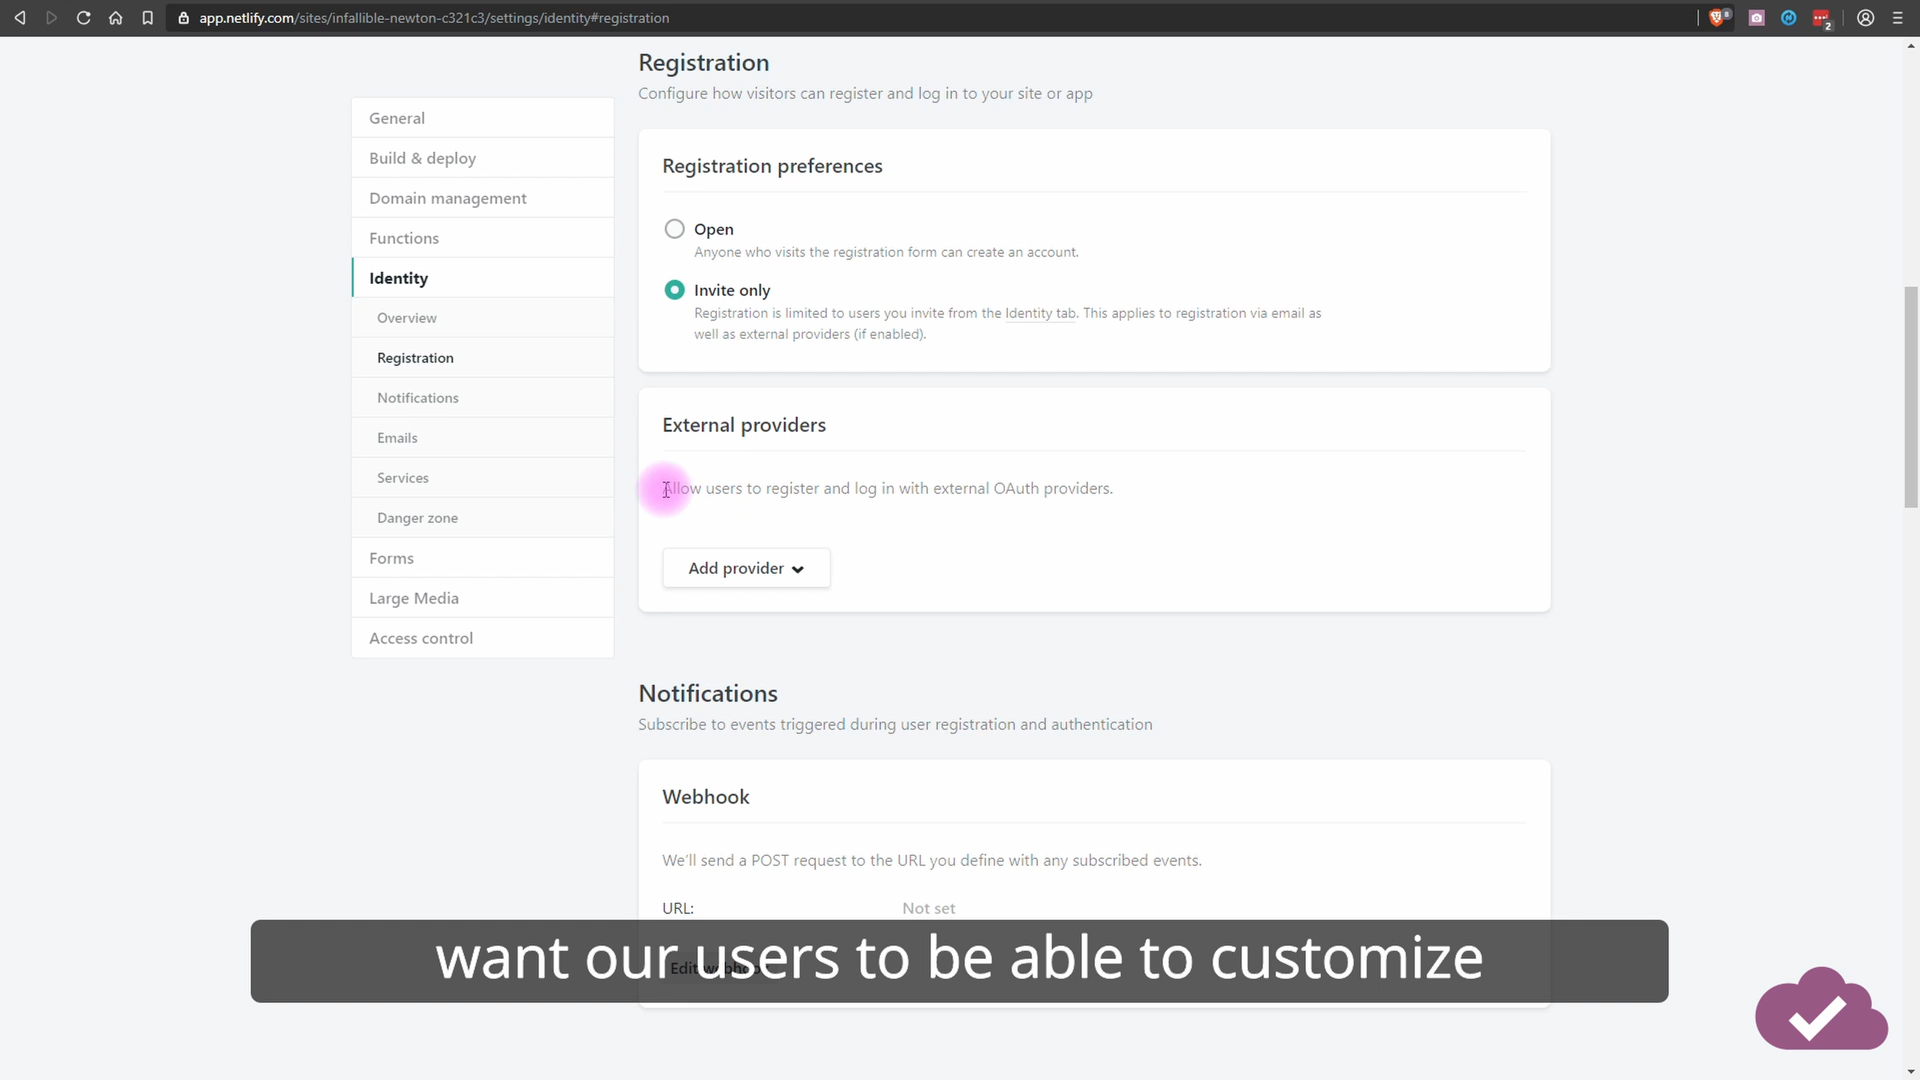 app.netlify.com/sites/infallible-newton-c321c3/settings/identity#registration
8
2
Registration
Configure how visitors can register and log in to your site or app
General
Build & deploy
Domain management
Functions
Identity
Overview
Registration
Notifications
Emails
Services
Danger zone
Forms
Large Media
Access control
Registration preferences
Open
Anyone who visits the registration form can create an account.
Invite only
Registration is limited to users you invite from the Identity tab. This applies to registration via email as
well as external providers (if enabled).
External providers
Allow users to register and log in with external OAuth providers.
Add provider
Notifications
Subscribe to events triggered during user registration and authentication
Webhook
We'll send a POST request to the URL you define with any subscribed events.
URL: Not set
Edit webhook
want our users to be able to customize